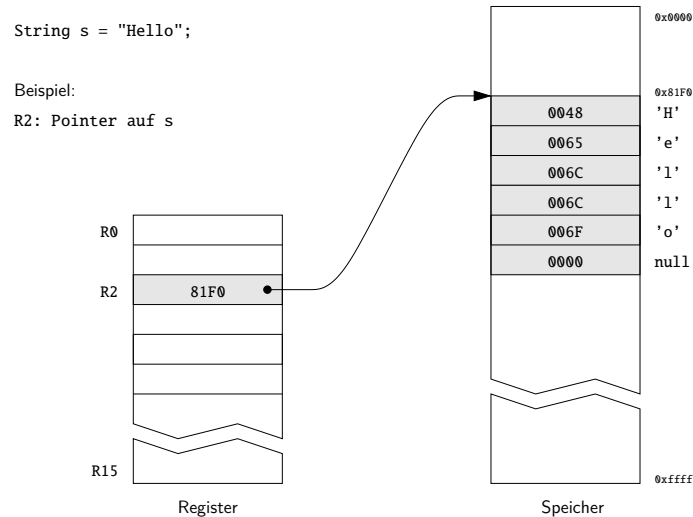 String s = "Hello";
Beispiel:
R2: Pointer auf s
0x0000
0x81F0
0048 'H'
0065 'e'
006C 'l'
006C 'l'
006F 'o'
0000 null
R0
R2 81F0
R15
0xffff
Register
Speicher